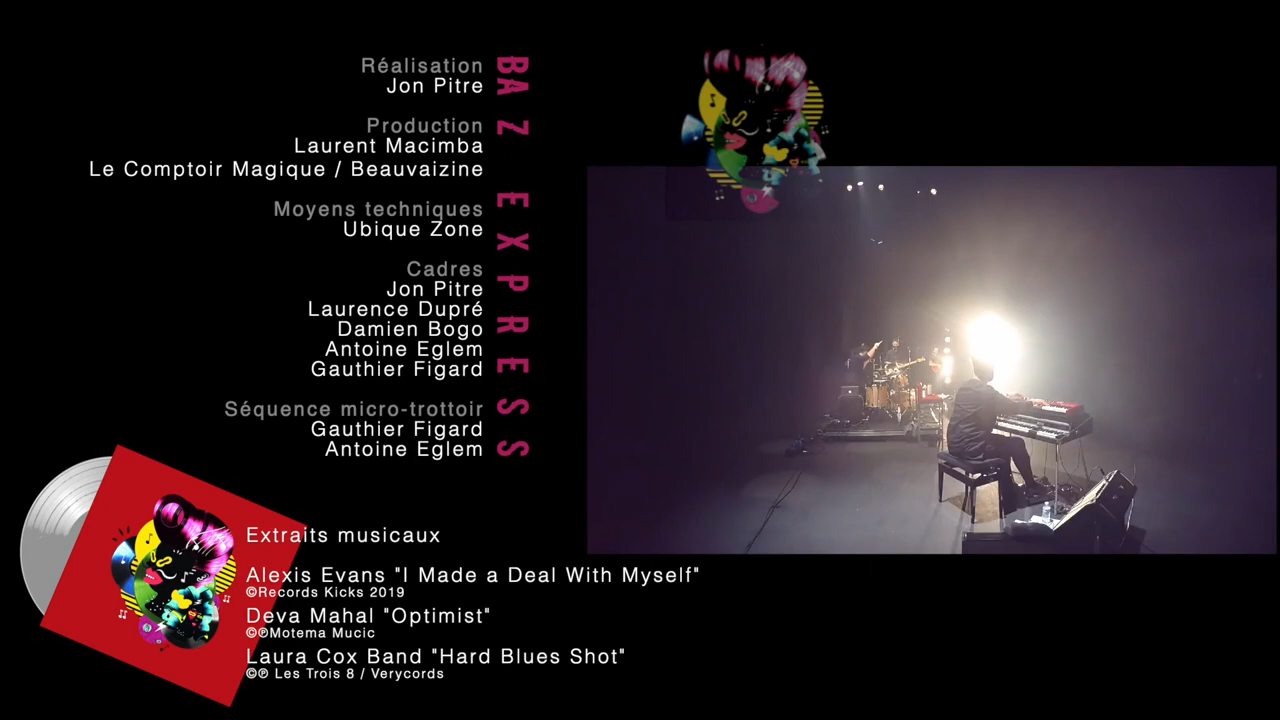 Réalisation
Jon Pitre
Production
Laurent Macimba
Le Comptoir Magique / Beauvaizine
Moyens techniques
Ubique Zone
Cadres
Jon Pitre
Laurence Dupré
Damien Bogo
Antoine Eglem
Gauthier Figard
Séquence micro-trottoir
Gauthier Figard
Antoine Eglem
BAZ EXPRESS
Extraits musicaux
Alexis Evans "I Made a Deal With Myself"
©Records Kicks 2019
Deva Mahal "Optimist"
©℗Motema Mucic
Laura Cox Band "Hard Blues Shot"
©℗ Les Trois 8 / Verycords